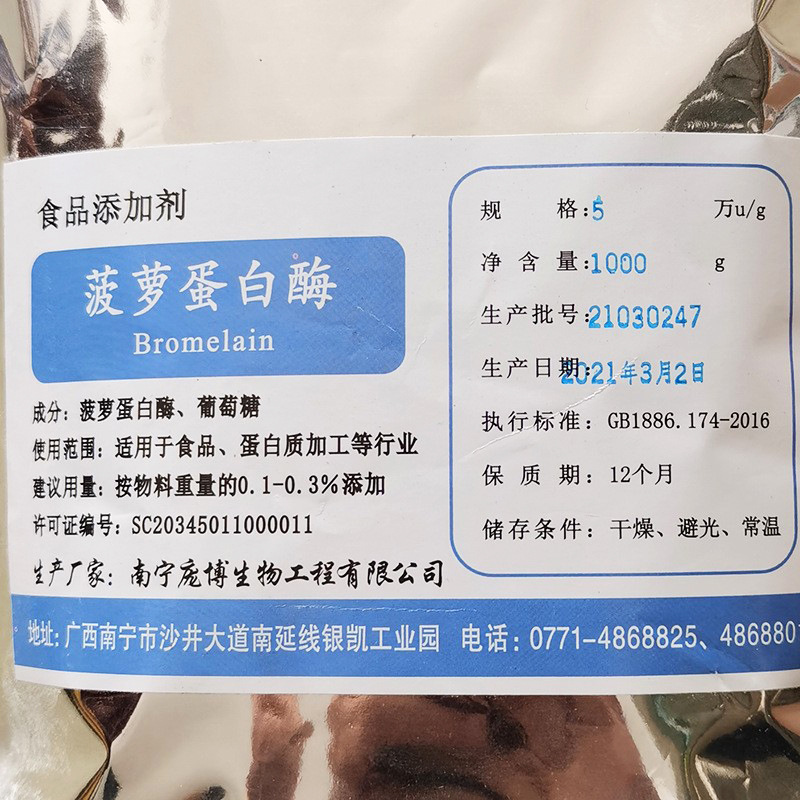 食品添加剂
菠萝蛋白酶
Bromelain
成分：菠萝蛋白酶、葡萄糖
使用范围：适用于食品、蛋白质加工等行业
建议用量：按物料重量的0.1-0.3%添加
许可证编号：SC20345011000011
生产厂家：南宁庞博生物工程有限公司
规 格：5 万u/g
净含量：1000 g
生产批号：21030247
生产日期：2021年3月2日
执行标准：GB1886.174-2016
保质期：12个月
储存条件：干燥、避光、常温
地址：广西南宁市沙井大道南延线银凯工业园 电话：0771-4868825、486880